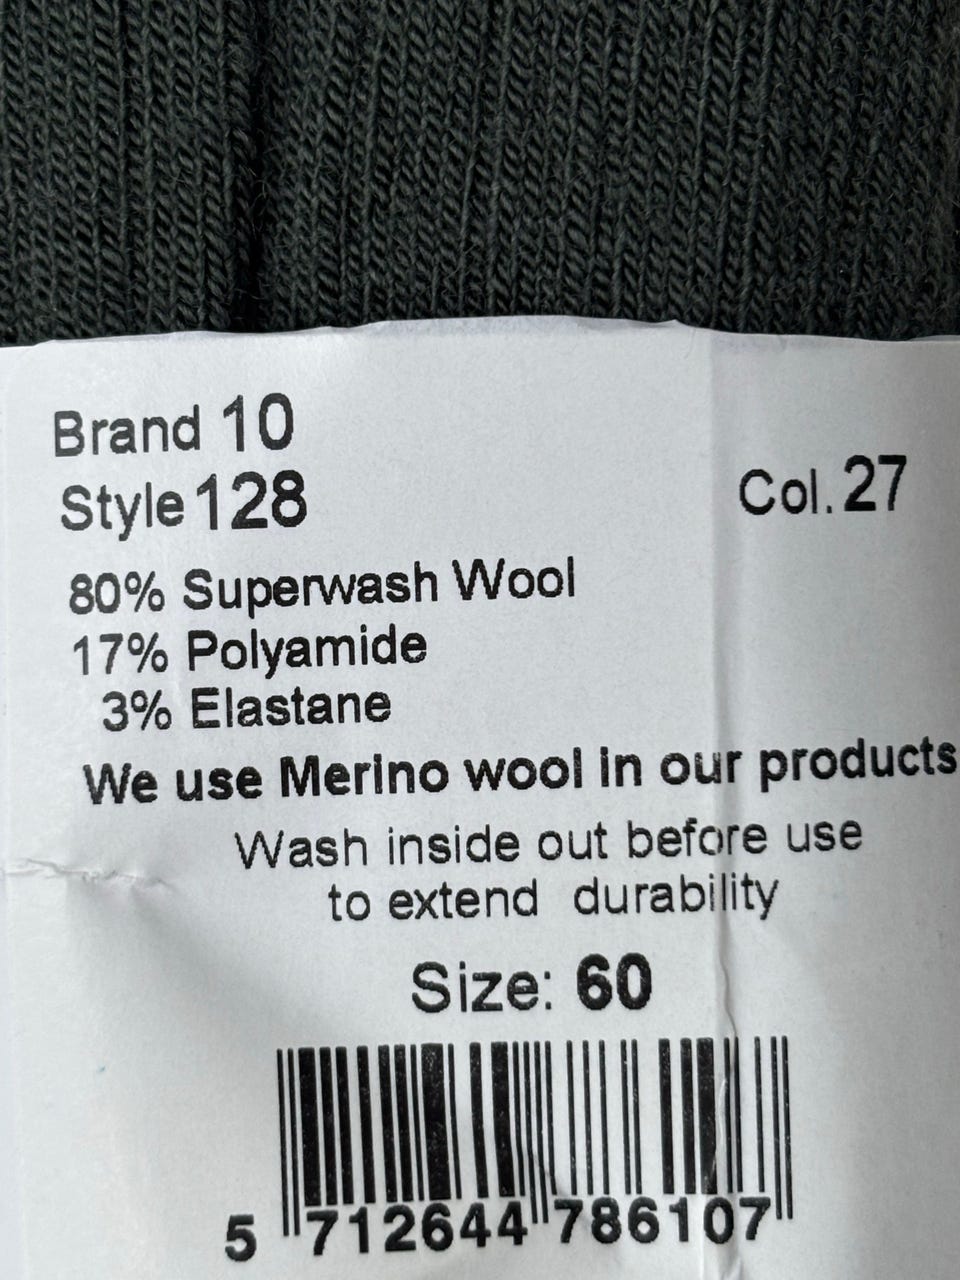 Brand 10
Style 128 Col. 27
80% Superwash Wool
17% Polyamide
3% Elastane
We use Merino wool in our products
Wash inside out before use
to extend durability
Size: 60
5 712644 786107